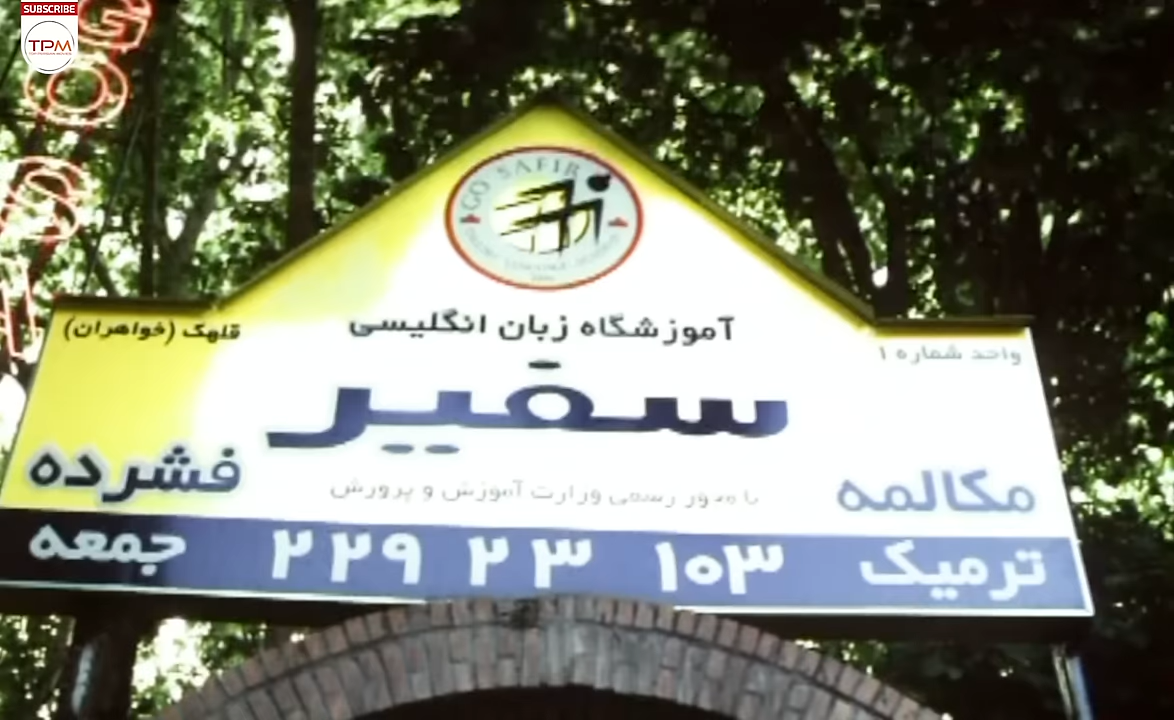 SUBSCRIBE
TPM
GO SAFIR
آموزشگاه زبان انگلیسی
قلهک (خواهران)
واحد شماره ۱
سفیر
مکالمه
فشرده
با مجوز رسمی وزارت آموزش و پرورش
ترمیک
۲۲۹ ۲۳ ۱۰۳
جمعه